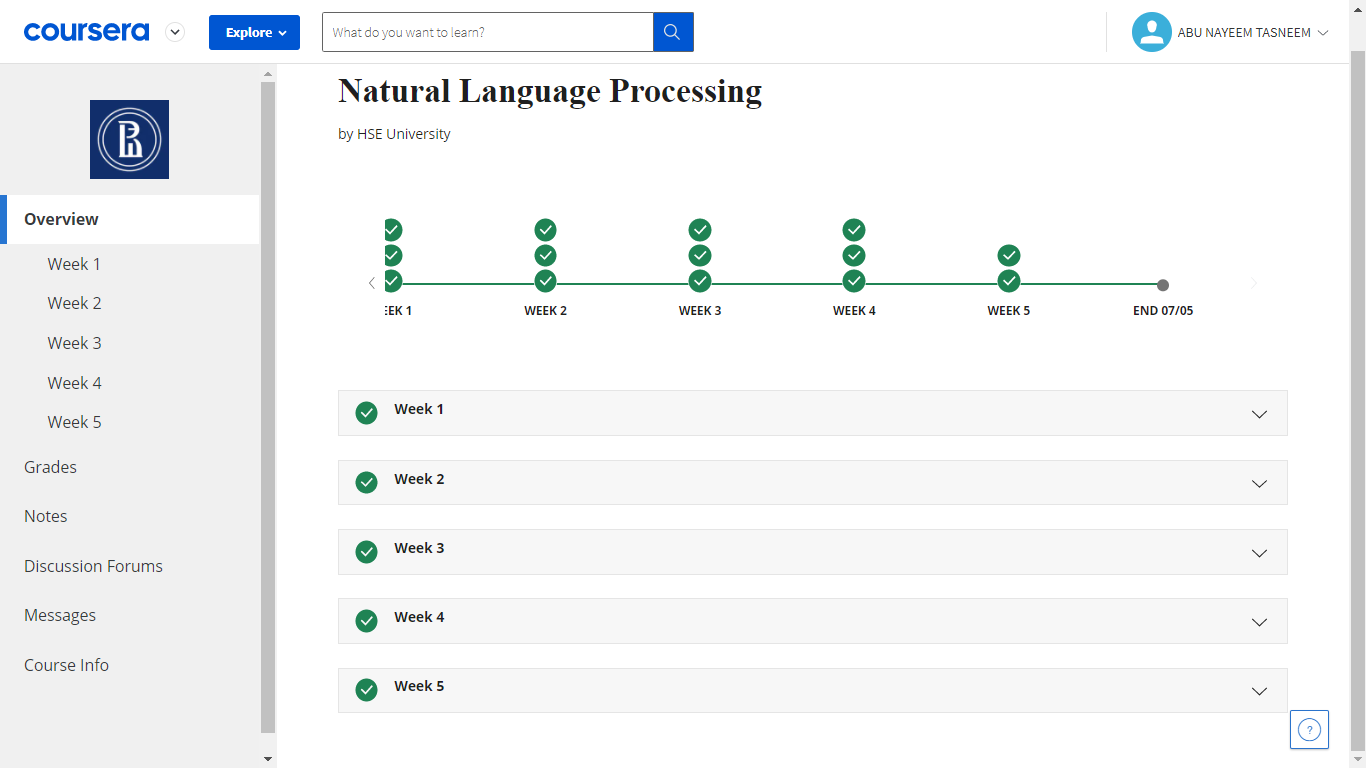 coursera
Explore
What do you want to learn?
ABU NAYEEM TASNEEM
Overview
Week 1
Week 2
Week 3
Week 4
Week 5
Grades
Notes
Discussion Forums
Messages
Course Info
Natural Language Processing
by HSE University
EEK 1 WEEK 2 WEEK 3 WEEK 4 WEEK 5 END 07/05
Week 1
Week 2
Week 3
Week 4
Week 5
?